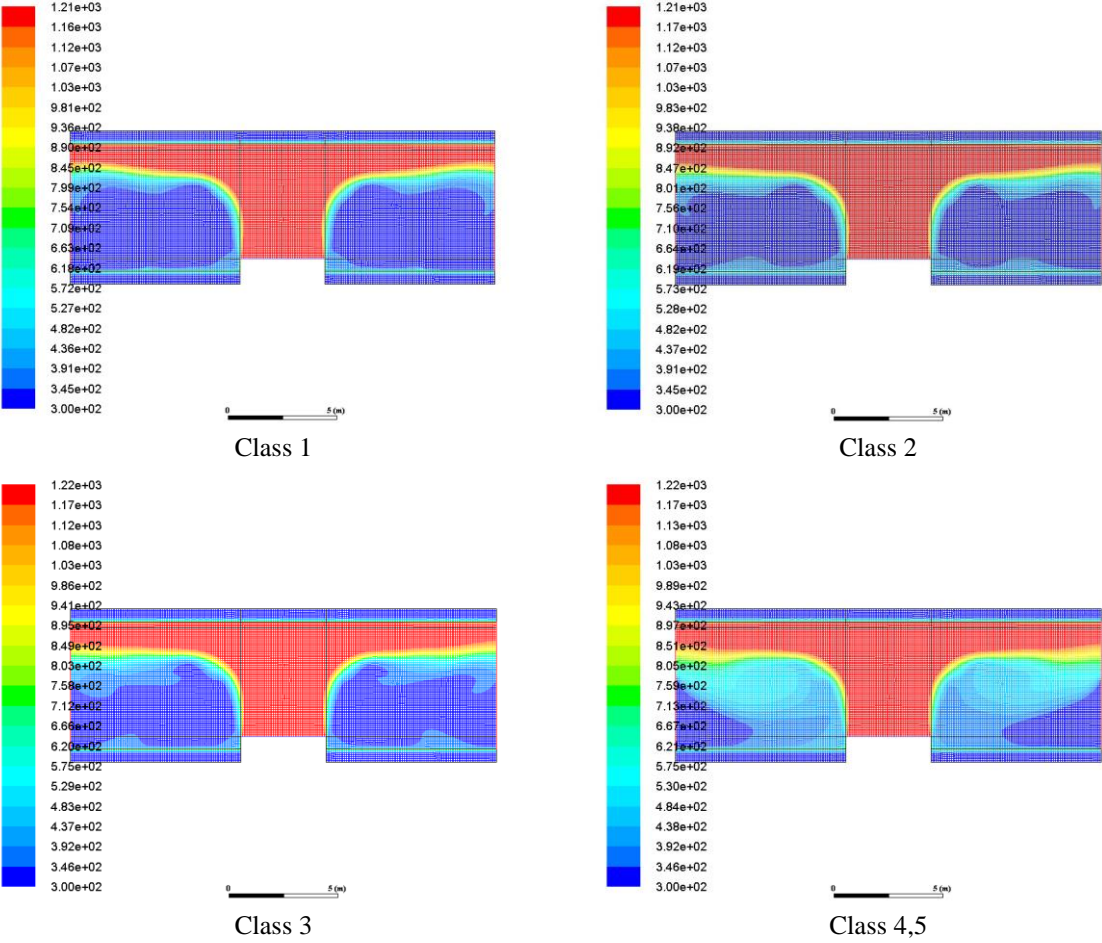 1.21e+03
1.16e+03
1.12e+03
1.07e+03
1.03e+03
9.81e+02
9.36e+02
8.90e+02
8.45e+02
7.99e+02
7.54e+02
7.09e+02
6.63e+02
6.18e+02
5.72e+02
5.27e+02
4.82e+02
4.36e+02
3.91e+02
3.45e+02
3.00e+02
0 5 (m)
Class 1
1.21e+03
1.17e+03
1.12e+03
1.07e+03
1.03e+03
9.83e+02
9.38e+02
8.92e+02
8.46e+02
8.01e+02
7.56e+02
7.10e+02
6.64e+02
6.19e+02
5.73e+02
5.28e+02
4.82e+02
4.37e+02
3.91e+02
3.45e+02
3.00e+02
0 5 (m)
Class 2
1.22e+03
1.17e+03
1.13e+03
1.08e+03
1.03e+03
9.86e+02
9.41e+02
8.95e+02
8.49e+02
8.03e+02
7.58e+02
7.12e+02
6.66e+02
6.20e+02
5.75e+02
5.29e+02
4.83e+02
4.37e+02
3.92e+02
3.46e+02
3.00e+02
0 5 (m)
Class 3
1.22e+03
1.17e+03
1.13e+03
1.08e+03
1.03e+03
9.89e+02
9.43e+02
8.97e+02
8.51e+02
8.05e+02
7.59e+02
7.13e+02
6.67e+02
6.21e+02
5.75e+02
5.30e+02
4.84e+02
4.38e+02
3.92e+02
3.46e+02
3.00e+02
0 5 (m)
Class 4,5